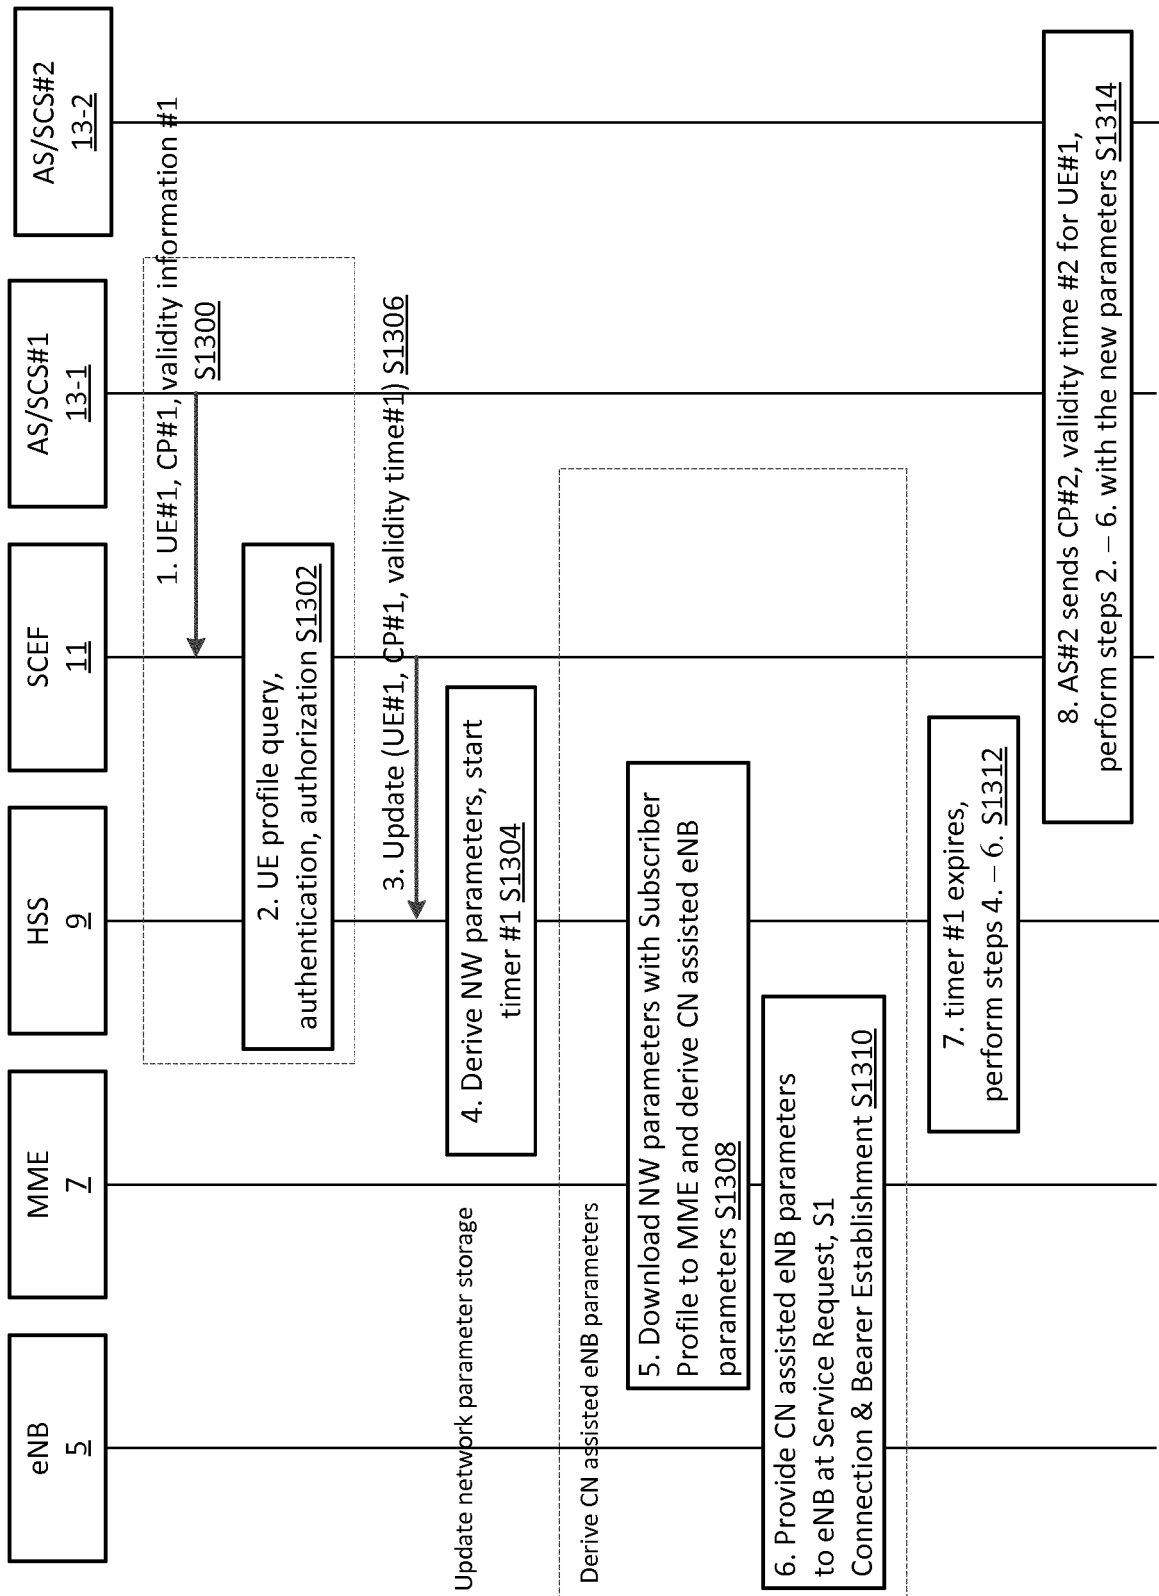 eNB
5
MME
7
HSS
9
SCEF
11
AS/SCS#1
13-1
AS/SCS#2
13-2
1. UE#1, CP#1, validity information #1
S1300
2. UE profile query,
authentication, authorization S1302
3. Update (UE#1, CP#1, validity time#1) S1306
Update network parameter storage
4. Derive NW parameters, start
timer #1 S1304
Derive CN assisted eNB parameters
5. Download NW parameters with Subscriber
Profile to MME and derive CN assisted eNB
parameters S1308
6. Provide CN assisted eNB parameters
to eNB at Service Request, S1
Connection & Bearer Establishment S1310
7. timer #1 expires,
perform steps 4. – 6. S1312
8. AS#2 sends CP#2, validity time #2 for UE#1,
perform steps 2. – 6. with the new parameters S1314